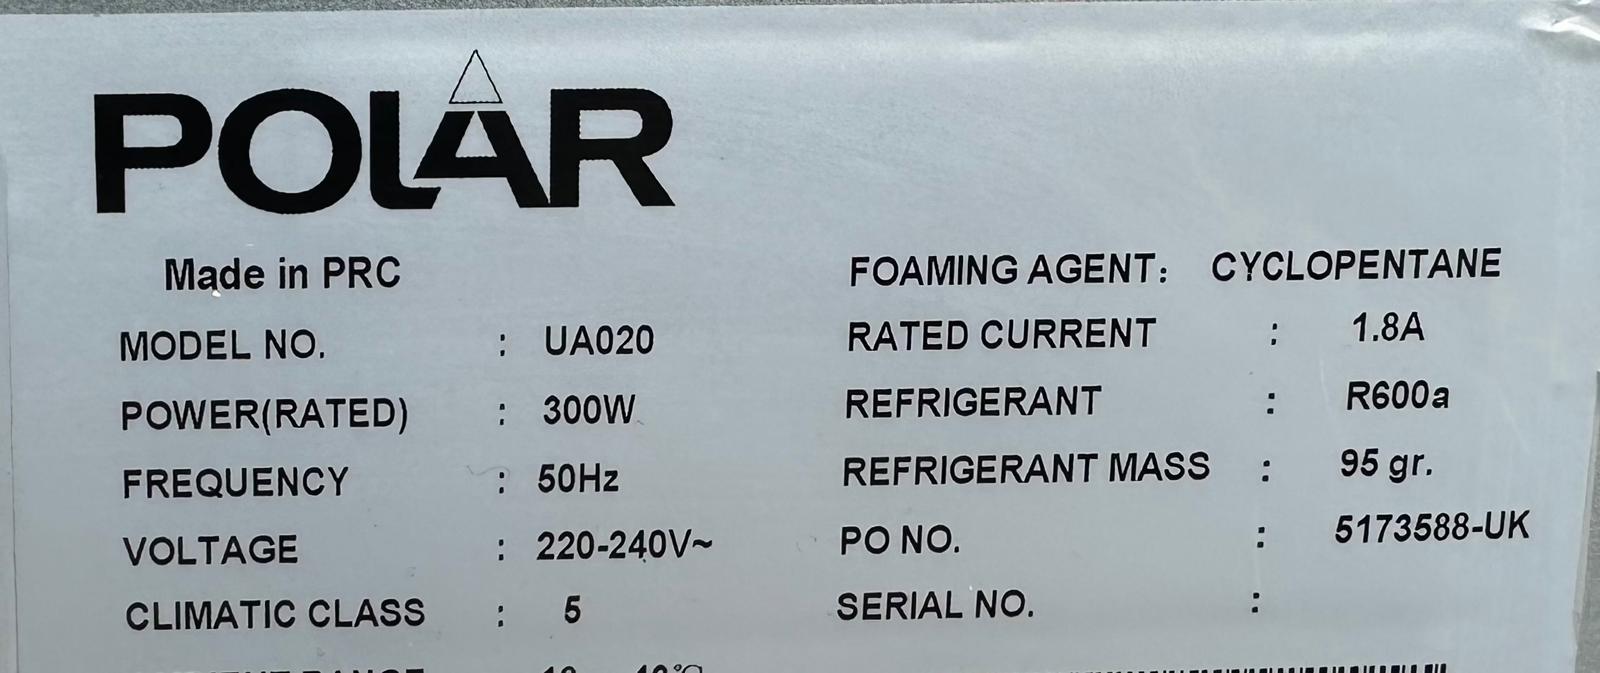 POLAR
Made in PRC
MODEL NO. : UA020
POWER(RATED) : 300W
FREQUENCY : 50Hz
VOLTAGE : 220-240V~
CLIMATIC CLASS : 5
FOAMING AGENT: CYCLOPENTANE
RATED CURRENT : 1.8A
REFRIGERANT : R600a
REFRIGERANT MASS : 95 gr.
PO NO. : 5173588-UK
SERIAL NO. :